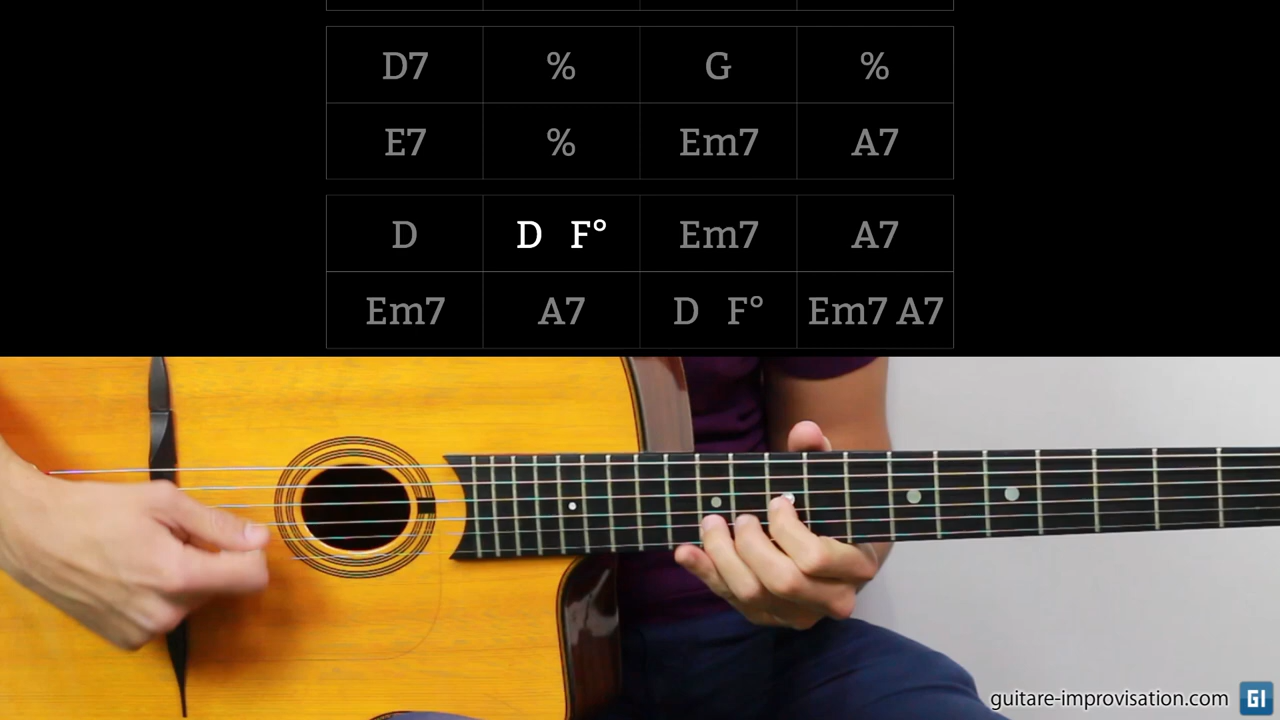 D7 % G %
E7 % Em7 A7
D D F° Em7 A7
Em7 A7 D F° Em7 A7
guitare-improvisation.com GI